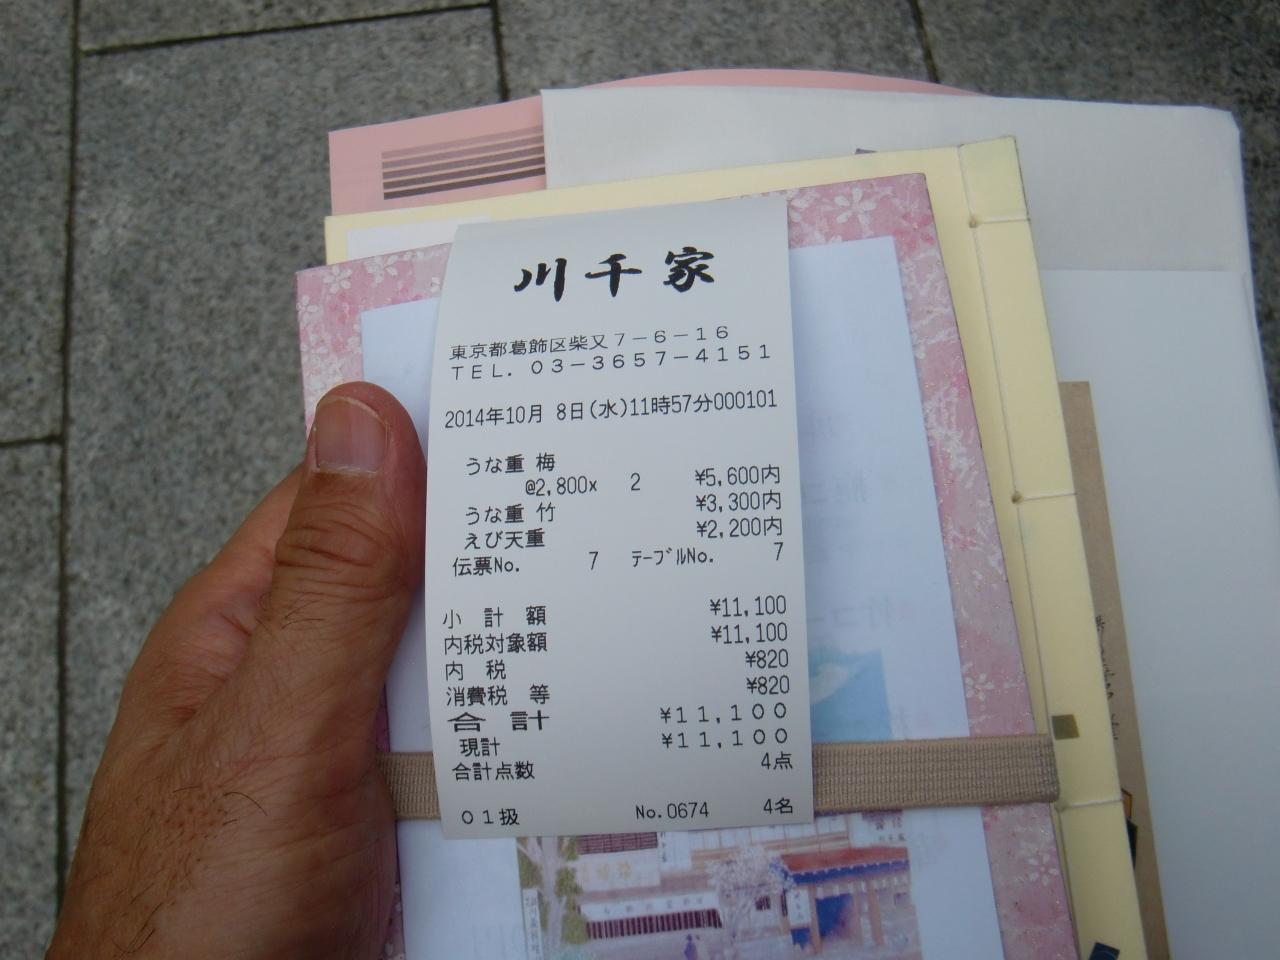 川千家
東京都葛飾区柴又7-6-16
TEL. 03-3657-4151
2014年10月 8日(水)11時57分000101
うな重 梅
@2,800x 2 ¥5,600内
うな重 竹 ¥3,300内
えび天重 ¥2,200内
伝票No. 7 テーブルNo. 7
小計額 ¥11,100
内税対象額 ¥11,100
内税 ¥820
消費税等 ¥820
合計 ¥11,100
現計 ¥11,100
合計点数 4点
01扱 No.0674 4名